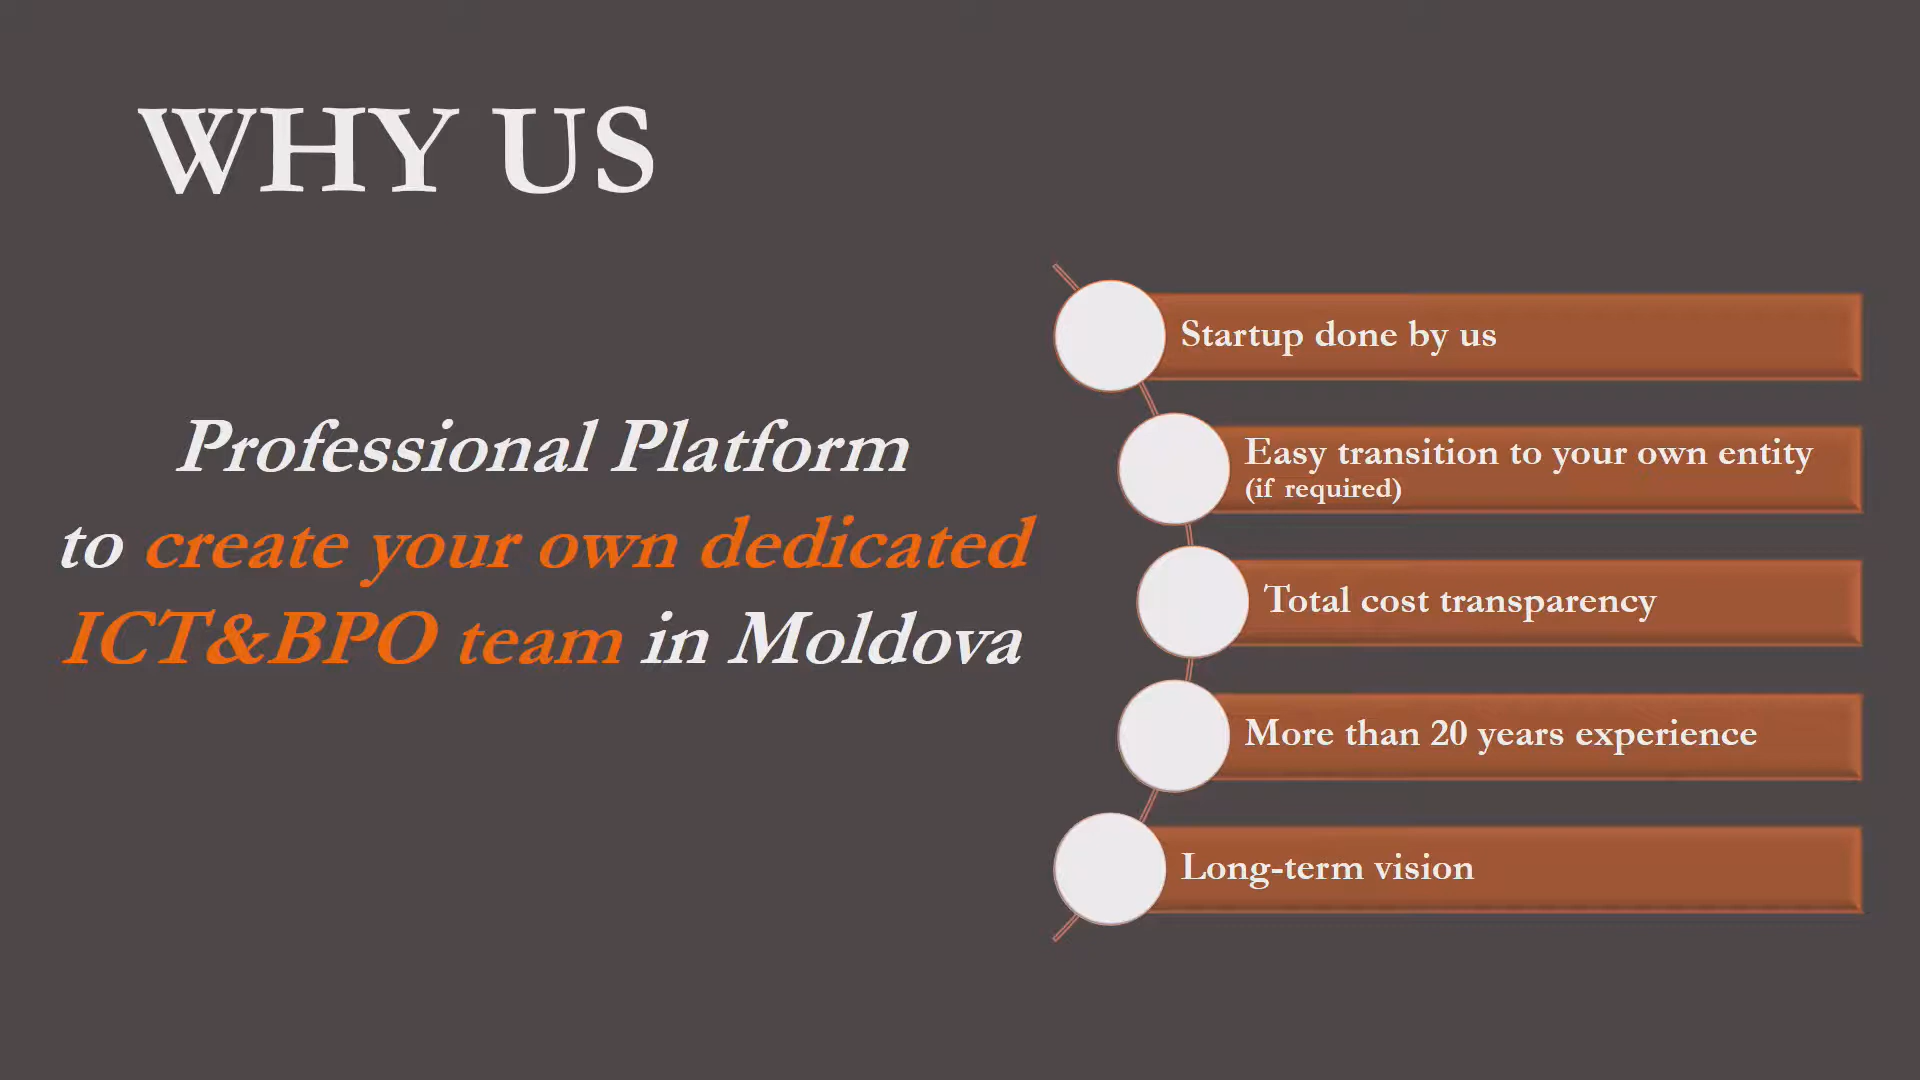 WHY US
Professional Platform
to create your own dedicated
ICT&BPO team in Moldova
Startup done by us
Easy transition to your own entity
(if required)
Total cost transparency
More than 20 years experience
Long-term vision